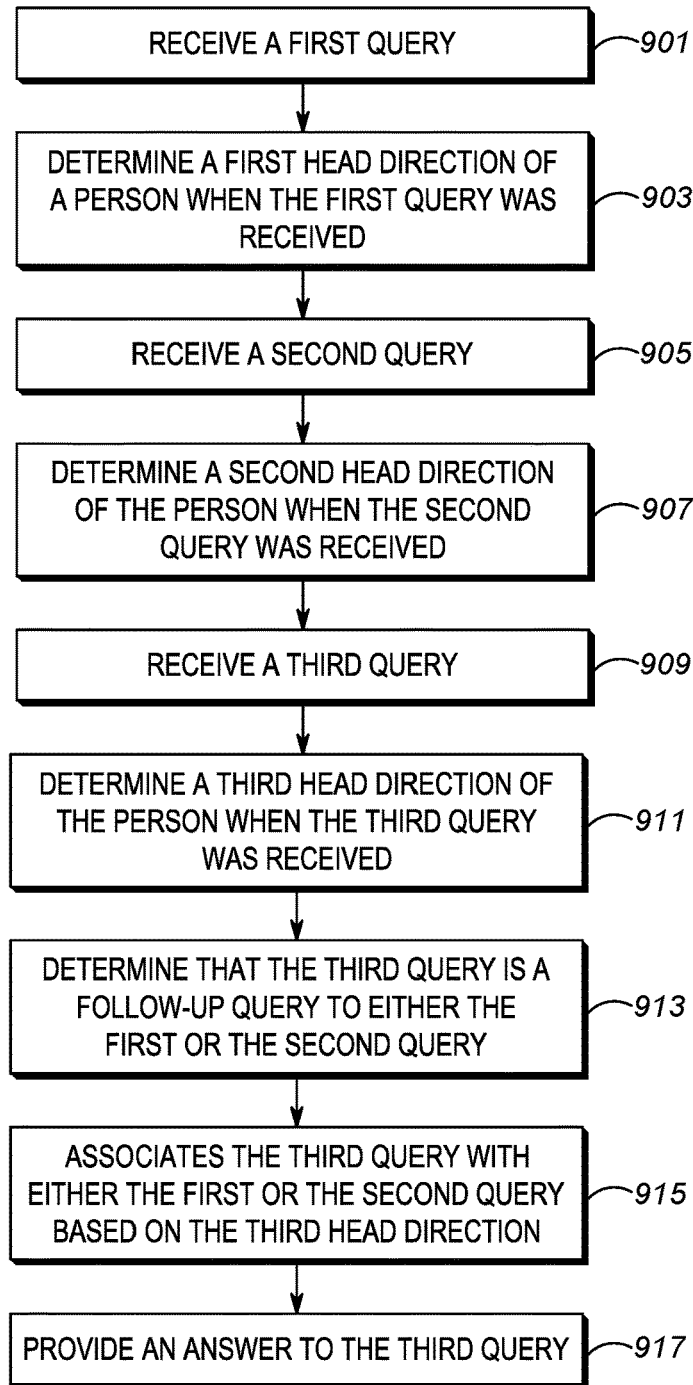 RECEIVE A FIRST QUERY
901
DETERMINE A FIRST HEAD DIRECTION OF
A PERSON WHEN THE FIRST QUERY WAS
RECEIVED
903
RECEIVE A SECOND QUERY
905
DETERMINE A SECOND HEAD DIRECTION
OF THE PERSON WHEN THE SECOND
QUERY WAS RECEIVED
907
RECEIVE A THIRD QUERY
909
DETERMINE A THIRD HEAD DIRECTION OF
THE PERSON WHEN THE THIRD QUERY
WAS RECEIVED
911
DETERMINE THAT THE THIRD QUERY IS A
FOLLOW-UP QUERY TO EITHER THE
FIRST OR THE SECOND QUERY
913
ASSOCIATES THE THIRD QUERY WITH
EITHER THE FIRST OR THE SECOND QUERY
BASED ON THE THIRD HEAD DIRECTION
915
PROVIDE AN ANSWER TO THE THIRD QUERY
917